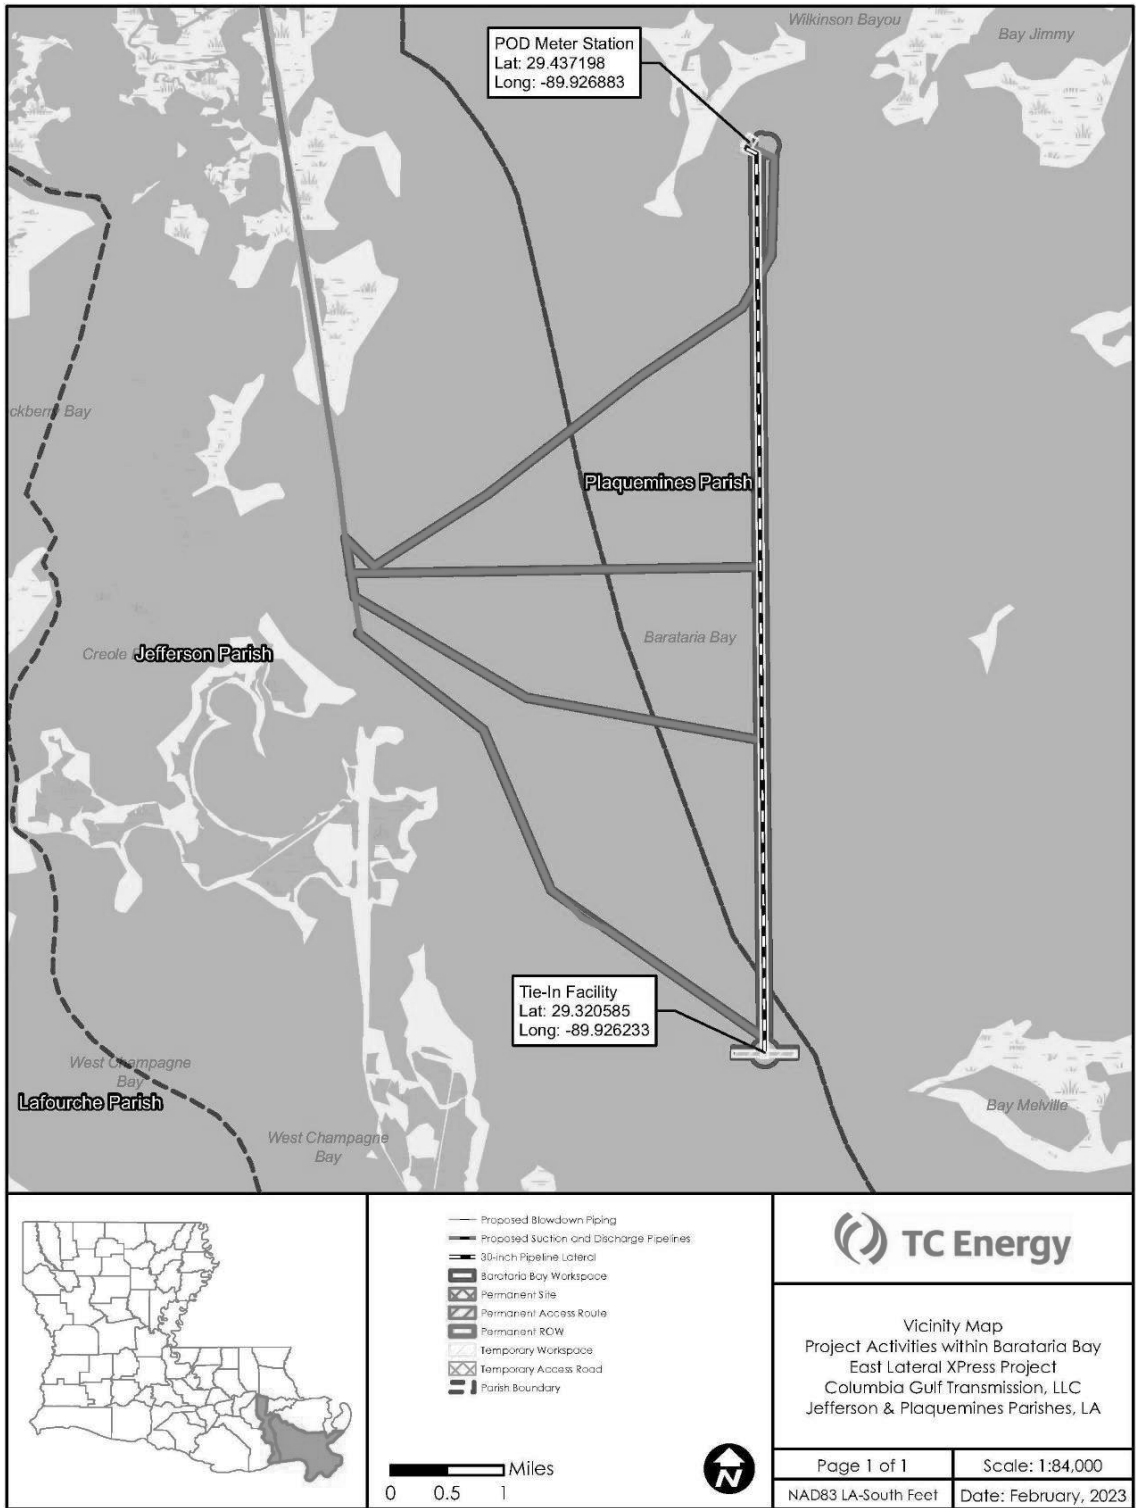 Wilkinson Bayou
Bay Jimmy
POD Meter Station
Lat: 29.437198
Long: -89.926883
ckberry Bay
Plaquemines Parish
Barataria Bay
Creole
Jefferson Parish
Tie-In Facility
Lat: 29.320585
Long: -89.926233
West Champagne
Bay
Lafourche Parish
Bay Melville
West Champagne
Bay
Proposed Blowdown Piping
Proposed Suction and Discharge Pipelines
30-inch Pipeline Lateral
Barataria Bay Workspace
Permanent Site
Permanent Access Route
Permanent ROW
Temporary Workspace
Temporary Access Road
Parish Boundary
Miles
0 0.5 1
N
TC Energy
Vicinity Map
Project Activities within Barataria Bay
East Lateral XPress Project
Columbia Gulf Transmission, LLC
Jefferson & Plaquemines Parishes, LA
Page 1 of 1
Scale: 1:84,000
NAD83 LA-South Feet
Date: February, 2023